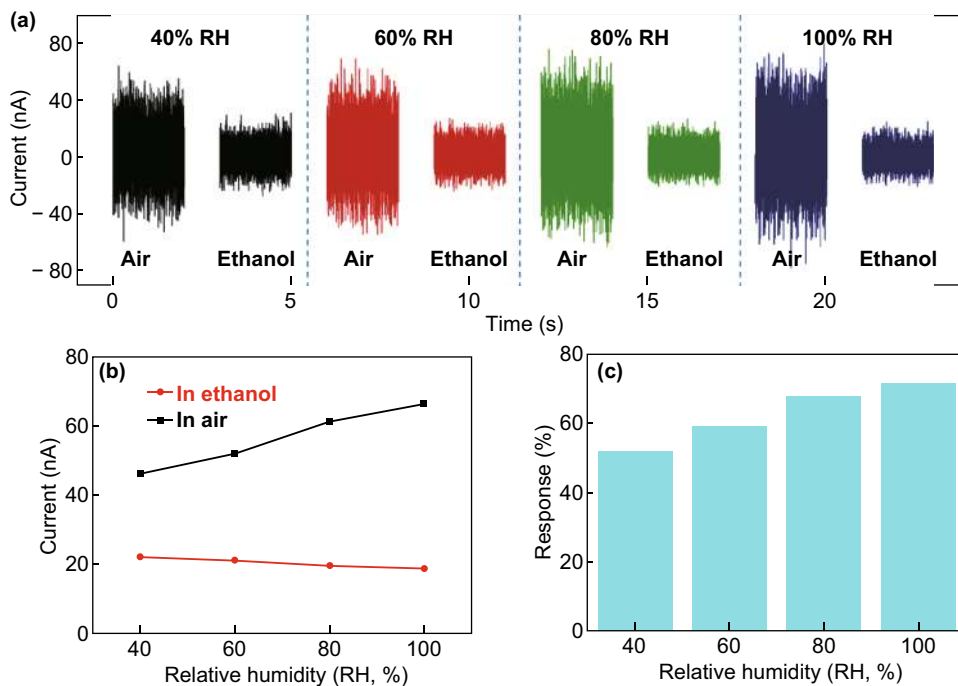 (a)
40% RH 60% RH 80% RH 100% RH
80
40
0
− 40
− 80
Current (nA)
Air Ethanol Air Ethanol Air Ethanol Air Ethanol
0 5 10 15 20
Time (s)
(b)
In ethanol
In air
80
60
40
20
0
Current (nA)
40 60 80 100
Relative humidity (RH, %)
(c)
80
60
40
20
0
Response (%)
40 60 80 100
Relative humidity (RH, %)